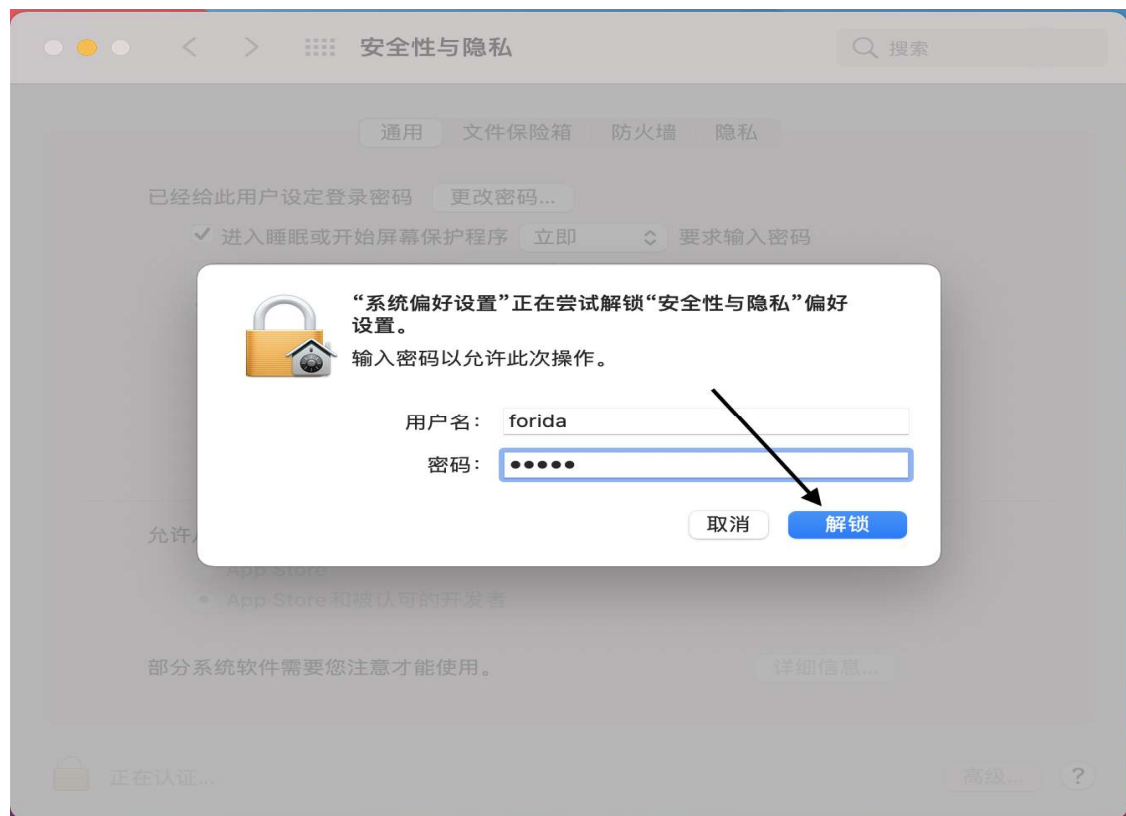 安全性与隐私
搜索
通用 文件保险箱 防火墙 隐私
已经给此用户设定登录密码 更改密码...
进入睡眠或开始屏幕保护程序 立即 要求输入密码
“系统偏好设置”正在尝试解锁“安全性与隐私”偏好
设置。
输入密码以允许此次操作。
用户名： forida
密码： •••••
取消 解锁
允许
App Store
App Store和被认可的开发者
部分系统软件需要您注意才能使用。 详细信息...
正在认证... 高级... ?